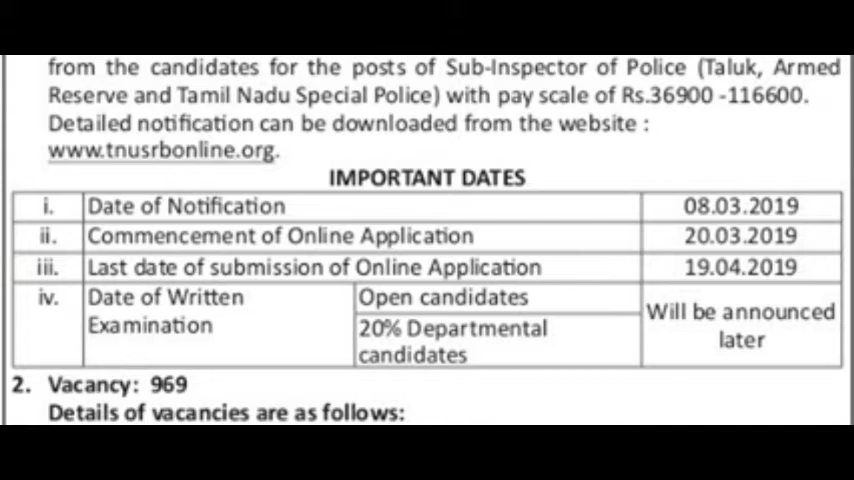 from the candidates for the posts of Sub-Inspector of Police (Taluk, Armed
Reserve and Tamil Nadu Special Police) with pay scale of Rs.36900 -116600.
Detailed notification can be downloaded from the website :
www.tnusrbonline.org.
IMPORTANT DATES
i. Date of Notification 08.03.2019
ii. Commencement of Online Application 20.03.2019
iii. Last date of submission of Online Application 19.04.2019
iv. Date of Written Examination Open candidates Will be announced later
20% Departmental candidates
2. Vacancy: 969
Details of vacancies are as follows: